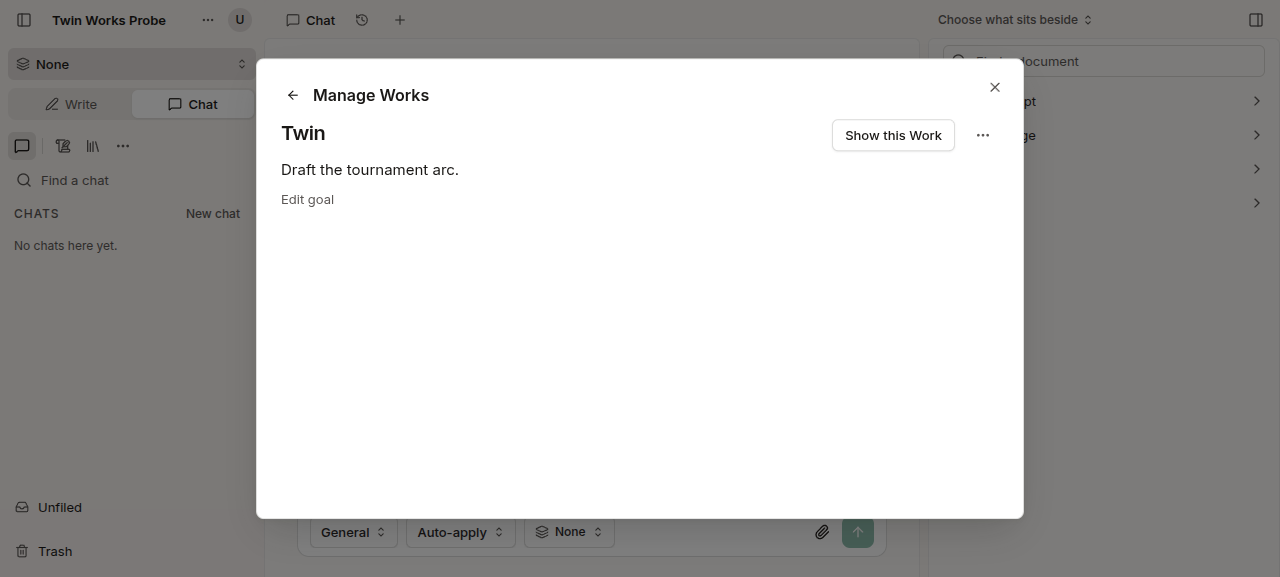 Twin Works Probe
U
Chat
Choose what sits beside
None
Write
Chat
Find a chat
CHATS
New chat
No chats here yet.
Unfiled
Trash
Manage Works
Twin
Show this Work
Draft the tournament arc.
Edit goal
General
Auto-apply
None